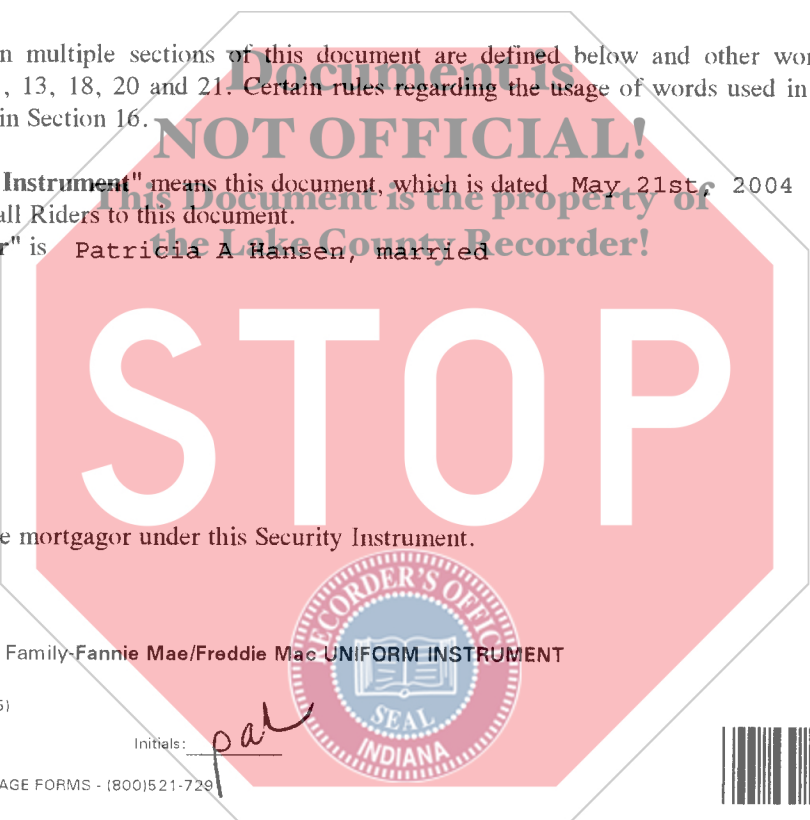 n multiple sections of this document are defined below and other wor
, 13, 18, 20 and 21. Certain rules regarding the usage of words used in
in Section 16.
Document is
NOT OFFICIAL!
This Document is the property of
the Lake County Recorder!
Instrument" means this document, which is dated May 21st, 2004
all Riders to this document.
r" is Patricia A Hansen, married
STOP
e mortgagor under this Security Instrument.
RECORDER'S OFFICE
SEAL
INDIANA
Family-Fannie Mae/Freddie Mac UNIFORM INSTRUMENT
5)
Initials: pah
AGE FORMS - (800)521-729